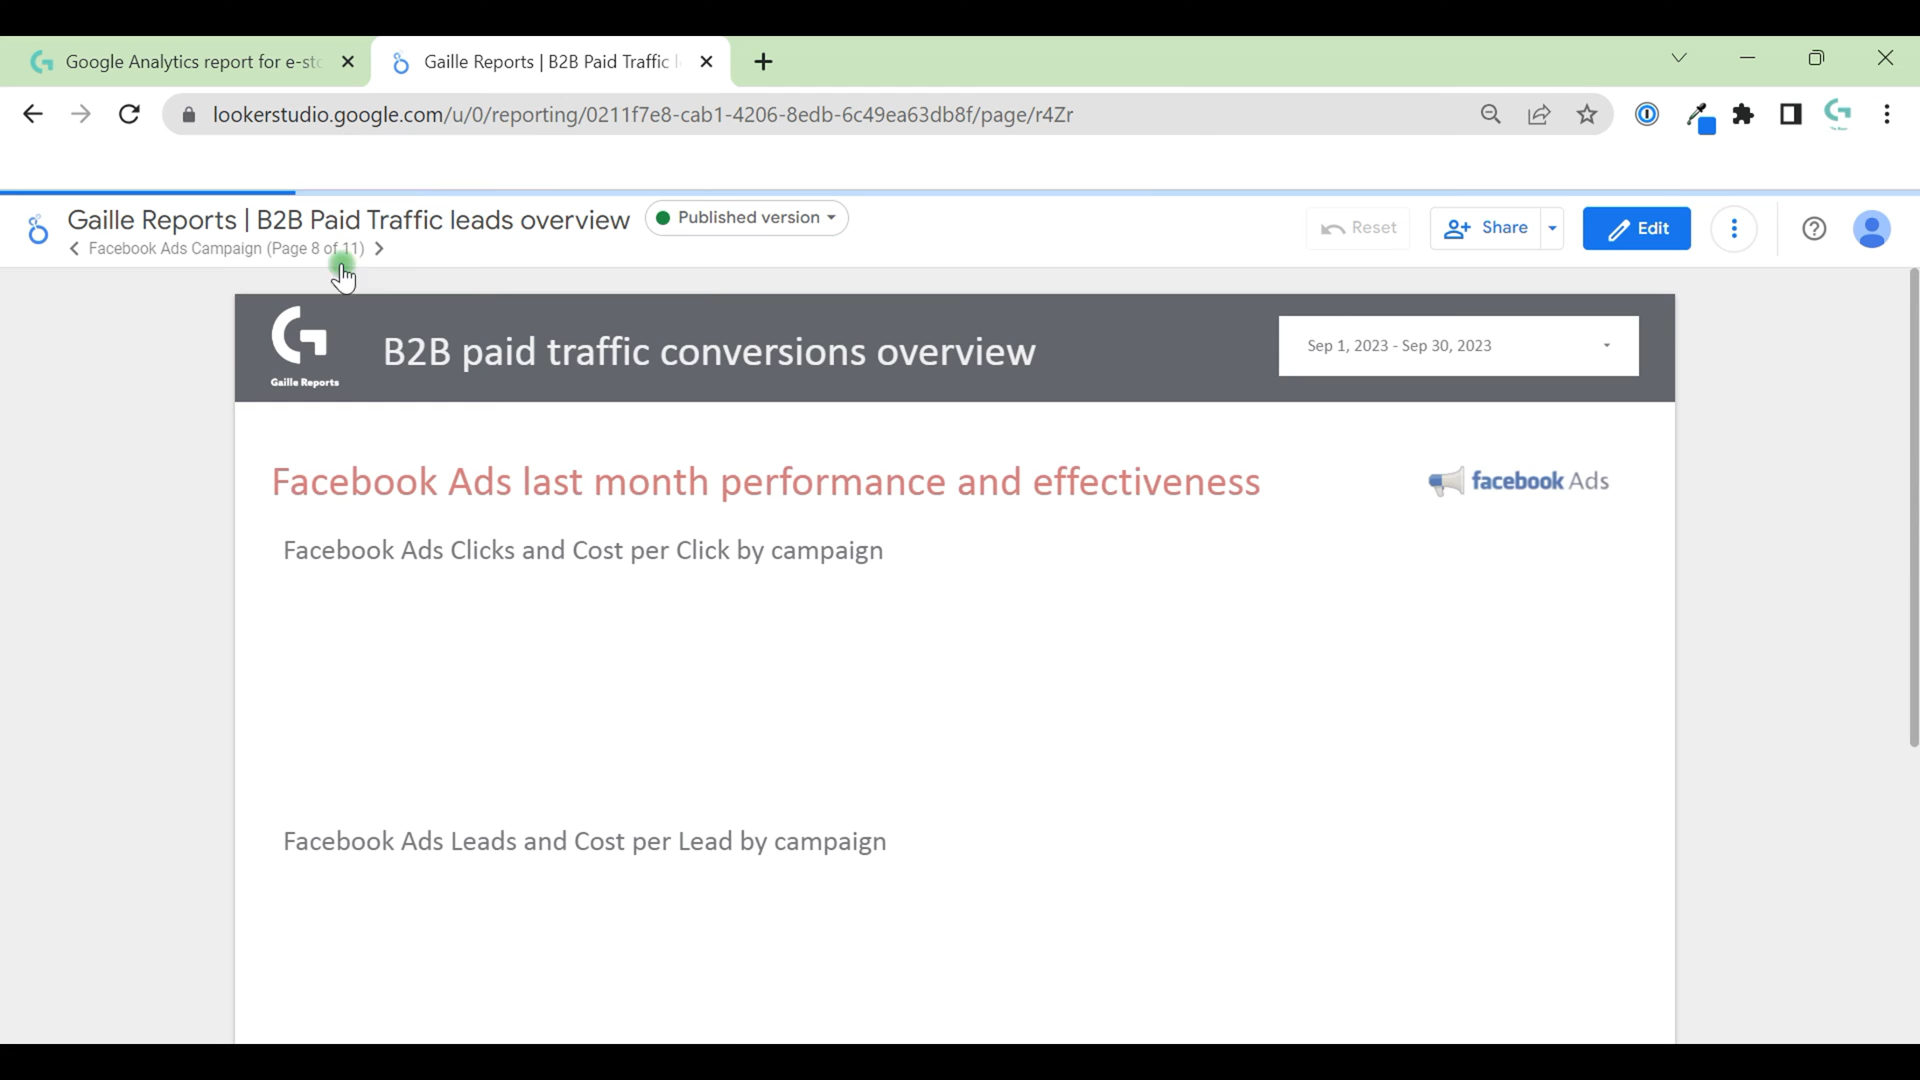 Google Analytics report for e-sto
Gaille Reports | B2B Paid Traffic l
lookerstudio.google.com/u/0/reporting/0211f7e8-cab1-4206-8edb-6c49ea63db8f/page/r4Zr
Gaille Reports | B2B Paid Traffic leads overview
Published version
Reset
Share
Edit
Facebook Ads Campaign (Page 8 of 11)
Gaille Reports
B2B paid traffic conversions overview
Sep 1, 2023 - Sep 30, 2023
Facebook Ads last month performance and effectiveness
facebook Ads
Facebook Ads Clicks and Cost per Click by campaign
Facebook Ads Leads and Cost per Lead by campaign